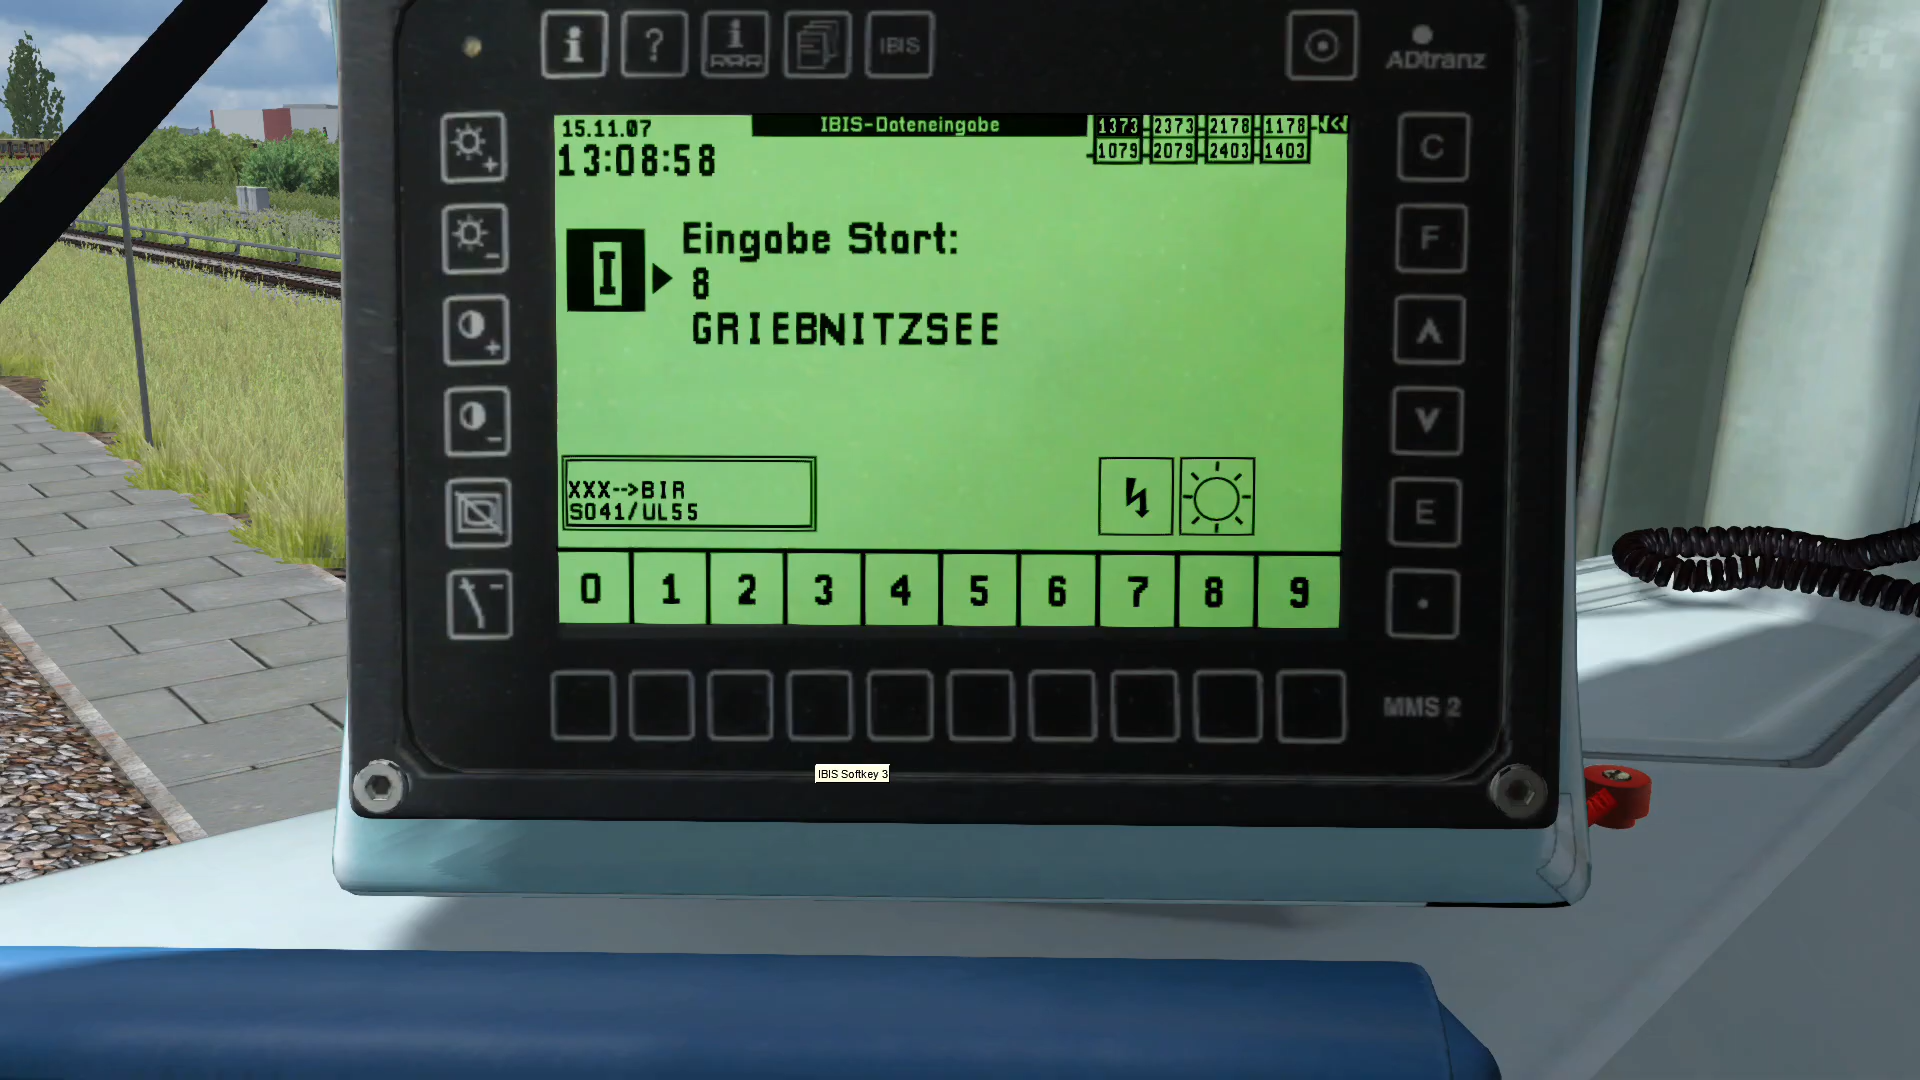 i ? i IBIS
ADtranz
15.11.07
IBIS-Dateneingabe
1373 2373 2178 1178
13:08:58
1079 2079 2403 1403
C
F
E
Eingabe Start:
I
8
GRIEBNITZSEE
XXX-->BIR
S041/UL55
0 1 2 3 4 5 6 7 8 9
MMS 2
IBIS Softkey 3